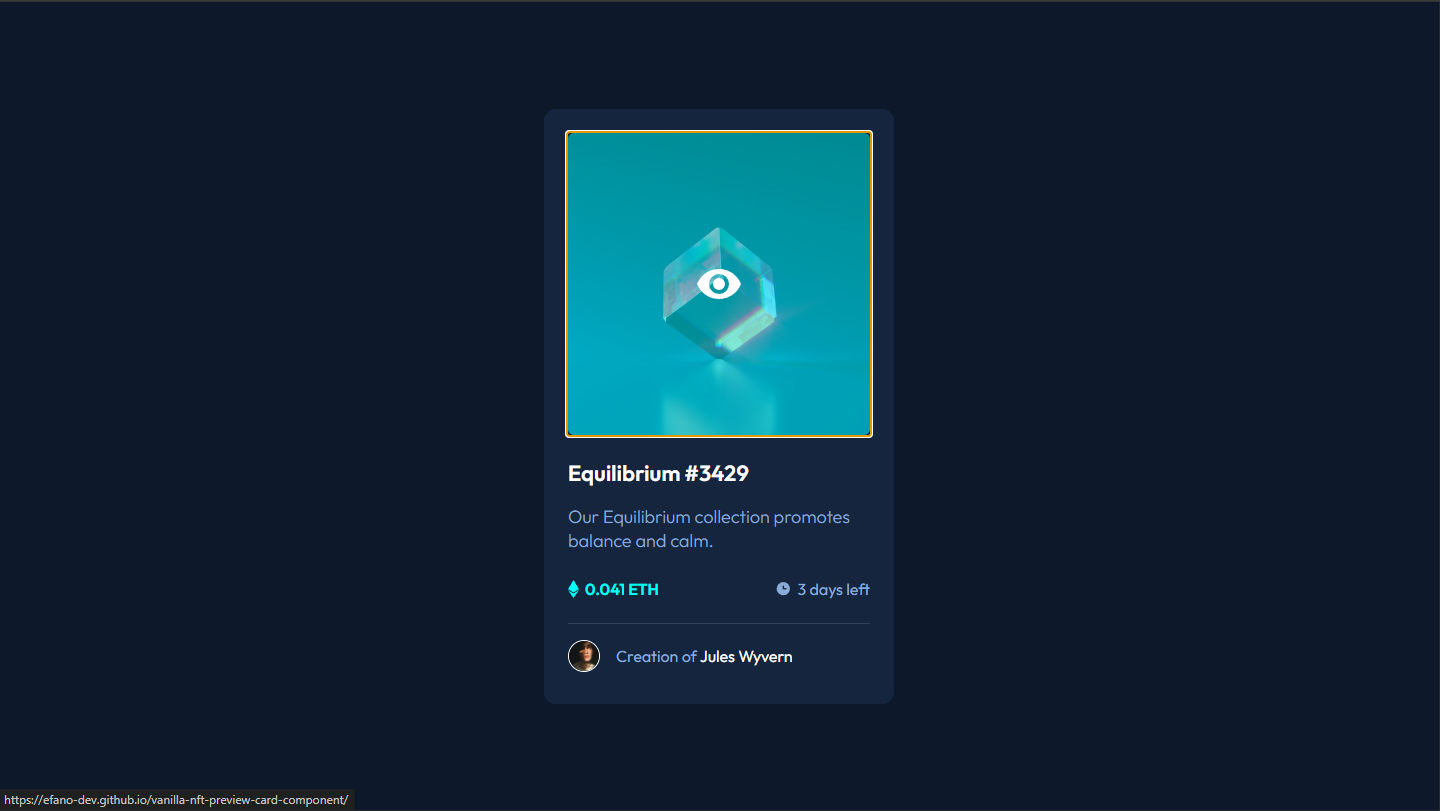 Equilibrium #3429
Our Equilibrium collection promotes
balance and calm.
0.041 ETH
3 days left
Creation of Jules Wyvern
https://efano-dev.github.io/vanilla-nft-preview-card-component/